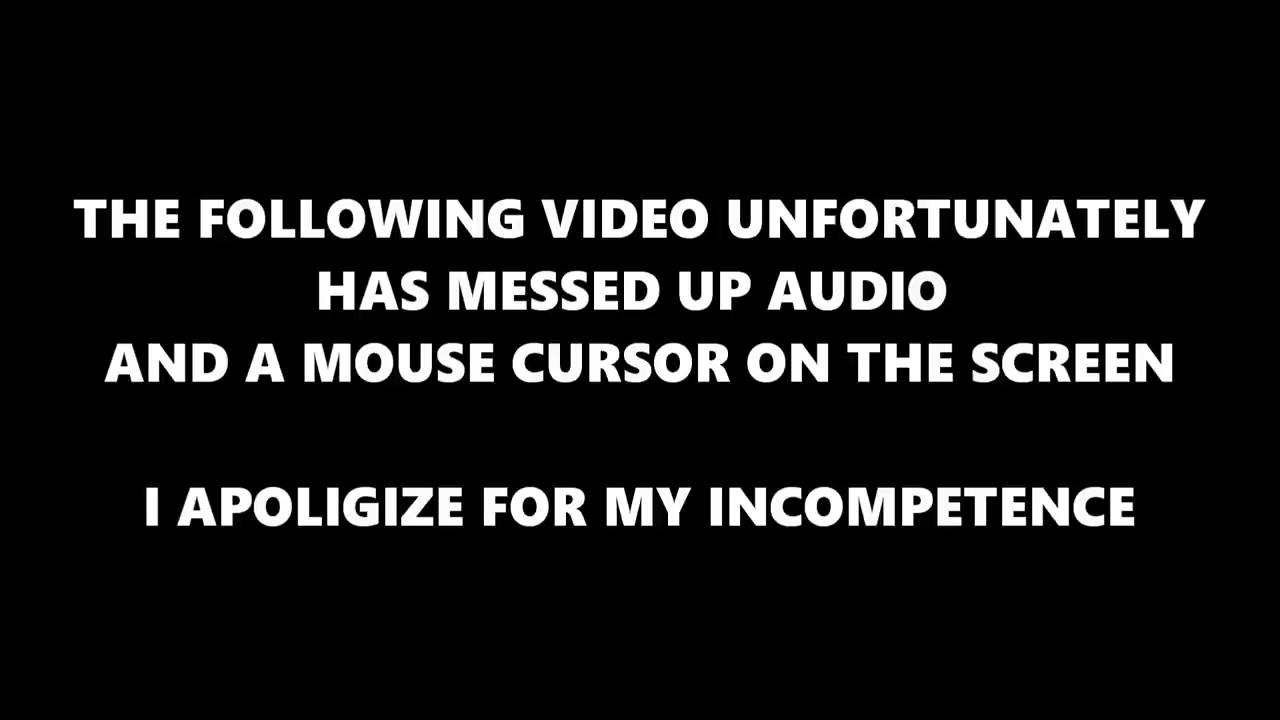 THE FOLLOWING VIDEO UNFORTUNATELY
HAS MESSED UP AUDIO
AND A MOUSE CURSOR ON THE SCREEN
I APOLIGIZE FOR MY INCOMPETENCE